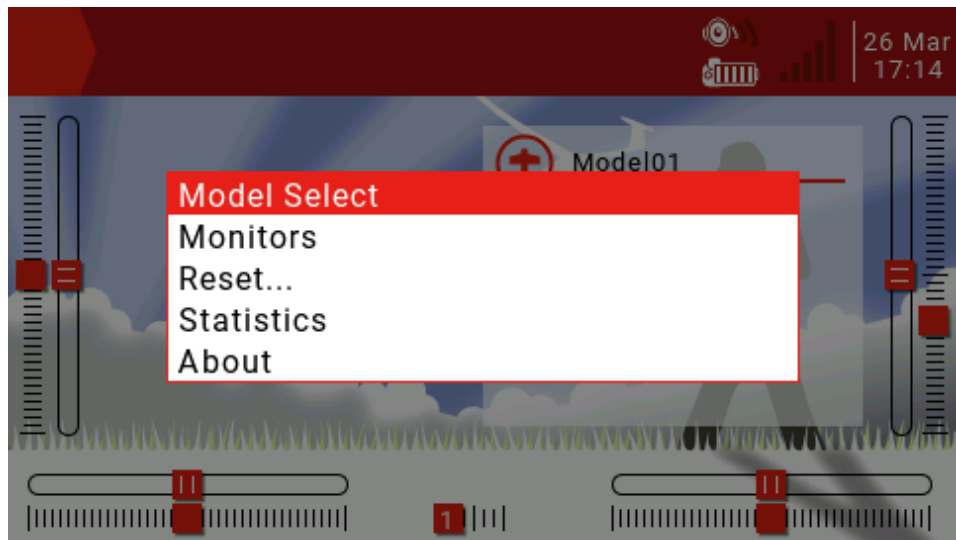 26 Mar
17:14
Model01
Model Select
Monitors
Reset...
Statistics
About
1